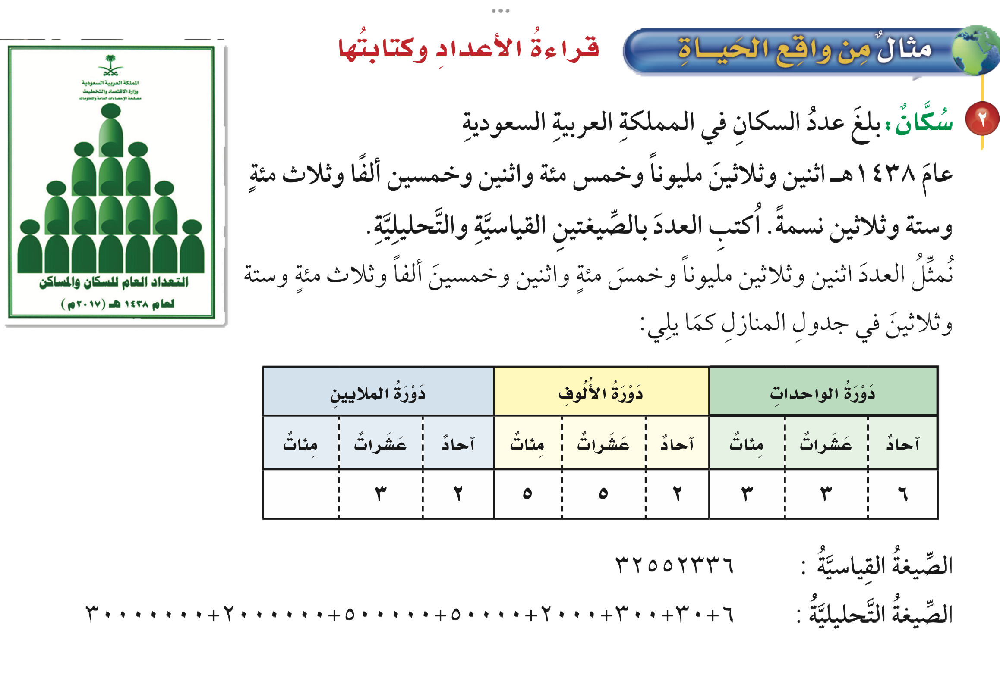 ...
مثالٌ مِن واقِع الحَيــاةِ
قراءةُ الأعدادِ وكتابتُها
المملكة العربية السعودية
وزارة الاقتصاد والتخطيط
مصلحة الإحصاءات العامة والمعلومات
التعداد العام للسكان والمساكن
لعام ١٤٣٨ هـ (٢٠١٧م)
٢
سُكَّانٌ: بلغَ عددُ السكانِ في المملكةِ العربيةِ السعوديةِ
عامَ ١٤٣٨هـ اثنين وثلاثينَ مليوناً وخمس مئة واثنين وخمسين ألفًا وثلاث مئةٍ
وستة وثلاثين نسمةً. اُكتبِ العددَ بالصِّيغتينِ القياسيَّةِ والتَّحليلِيَّةِ.
نُمثِّلُ العددَ اثنين وثلاثين مليوناً وخمسَ مئةٍ واثنين وخمسينَ ألفاً وثلاث مئةٍ وستة
وثلاثينَ في جدولِ المنازلِ كمَا يلِي:
دَوْرَةُ الواحداتِ دَوْرَةُ الأُلُوفِ دَوْرَةُ الملايينِ
آحادٌ عَشَراتٌ مِئاتٌ آحادٌ عَشَراتٌ مِئاتٌ آحادٌ عَشَراتٌ مِئاتٌ
٦ ٣ ٣ ٢ ٥ ٥ ٢ ٣
الصِّيغةُ القِياسيَّةُ : ٣٢٥٥٢٣٣٦
الصِّيغةُ التَّحليليَّةُ : ٣٠٠٠٠٠٠٠+٢٠٠٠٠٠٠+٥٠٠٠٠٠+٥٠٠٠٠+٢٠٠٠+٣٠٠+٣٠+٦